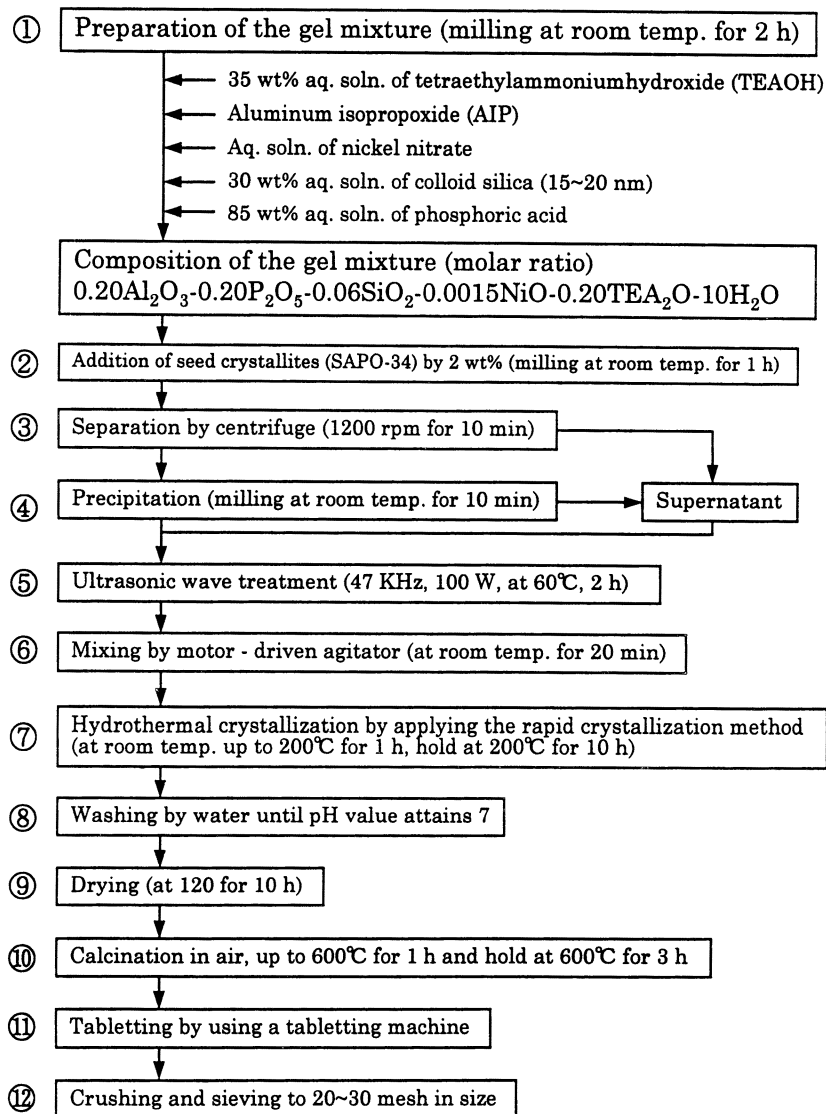 ① Preparation of the gel mixture (milling at room temp. for 2 h)
35 wt% aq. soln. of tetraethylammoniumhydroxide (TEAOH)
Aluminum isopropoxide (AIP)
Aq. soln. of nickel nitrate
30 wt% aq. soln. of colloid silica (15~20 nm)
85 wt% aq. soln. of phosphoric acid
Composition of the gel mixture (molar ratio)
0.20Al₂O₃-0.20P₂O₅-0.06SiO₂-0.0015NiO-0.20TEA₂O-10H₂O
② Addition of seed crystallites (SAPO-34) by 2 wt% (milling at room temp. for 1 h)
③ Separation by centrifuge (1200 rpm for 10 min)
④ Precipitation (milling at room temp. for 10 min) Supernatant
⑤ Ultrasonic wave treatment (47 KHz, 100 W, at 60℃, 2 h)
⑥ Mixing by motor - driven agitator (at room temp. for 20 min)
⑦ Hydrothermal crystallization by applying the rapid crystallization method
(at room temp. up to 200℃ for 1 h, hold at 200℃ for 10 h)
⑧ Washing by water until pH value attains 7
⑨ Drying (at 120 for 10 h)
⑩ Calcination in air, up to 600℃ for 1 h and hold at 600℃ for 3 h
⑪ Tabletting by using a tabletting machine
⑫ Crushing and sieving to 20~30 mesh in size